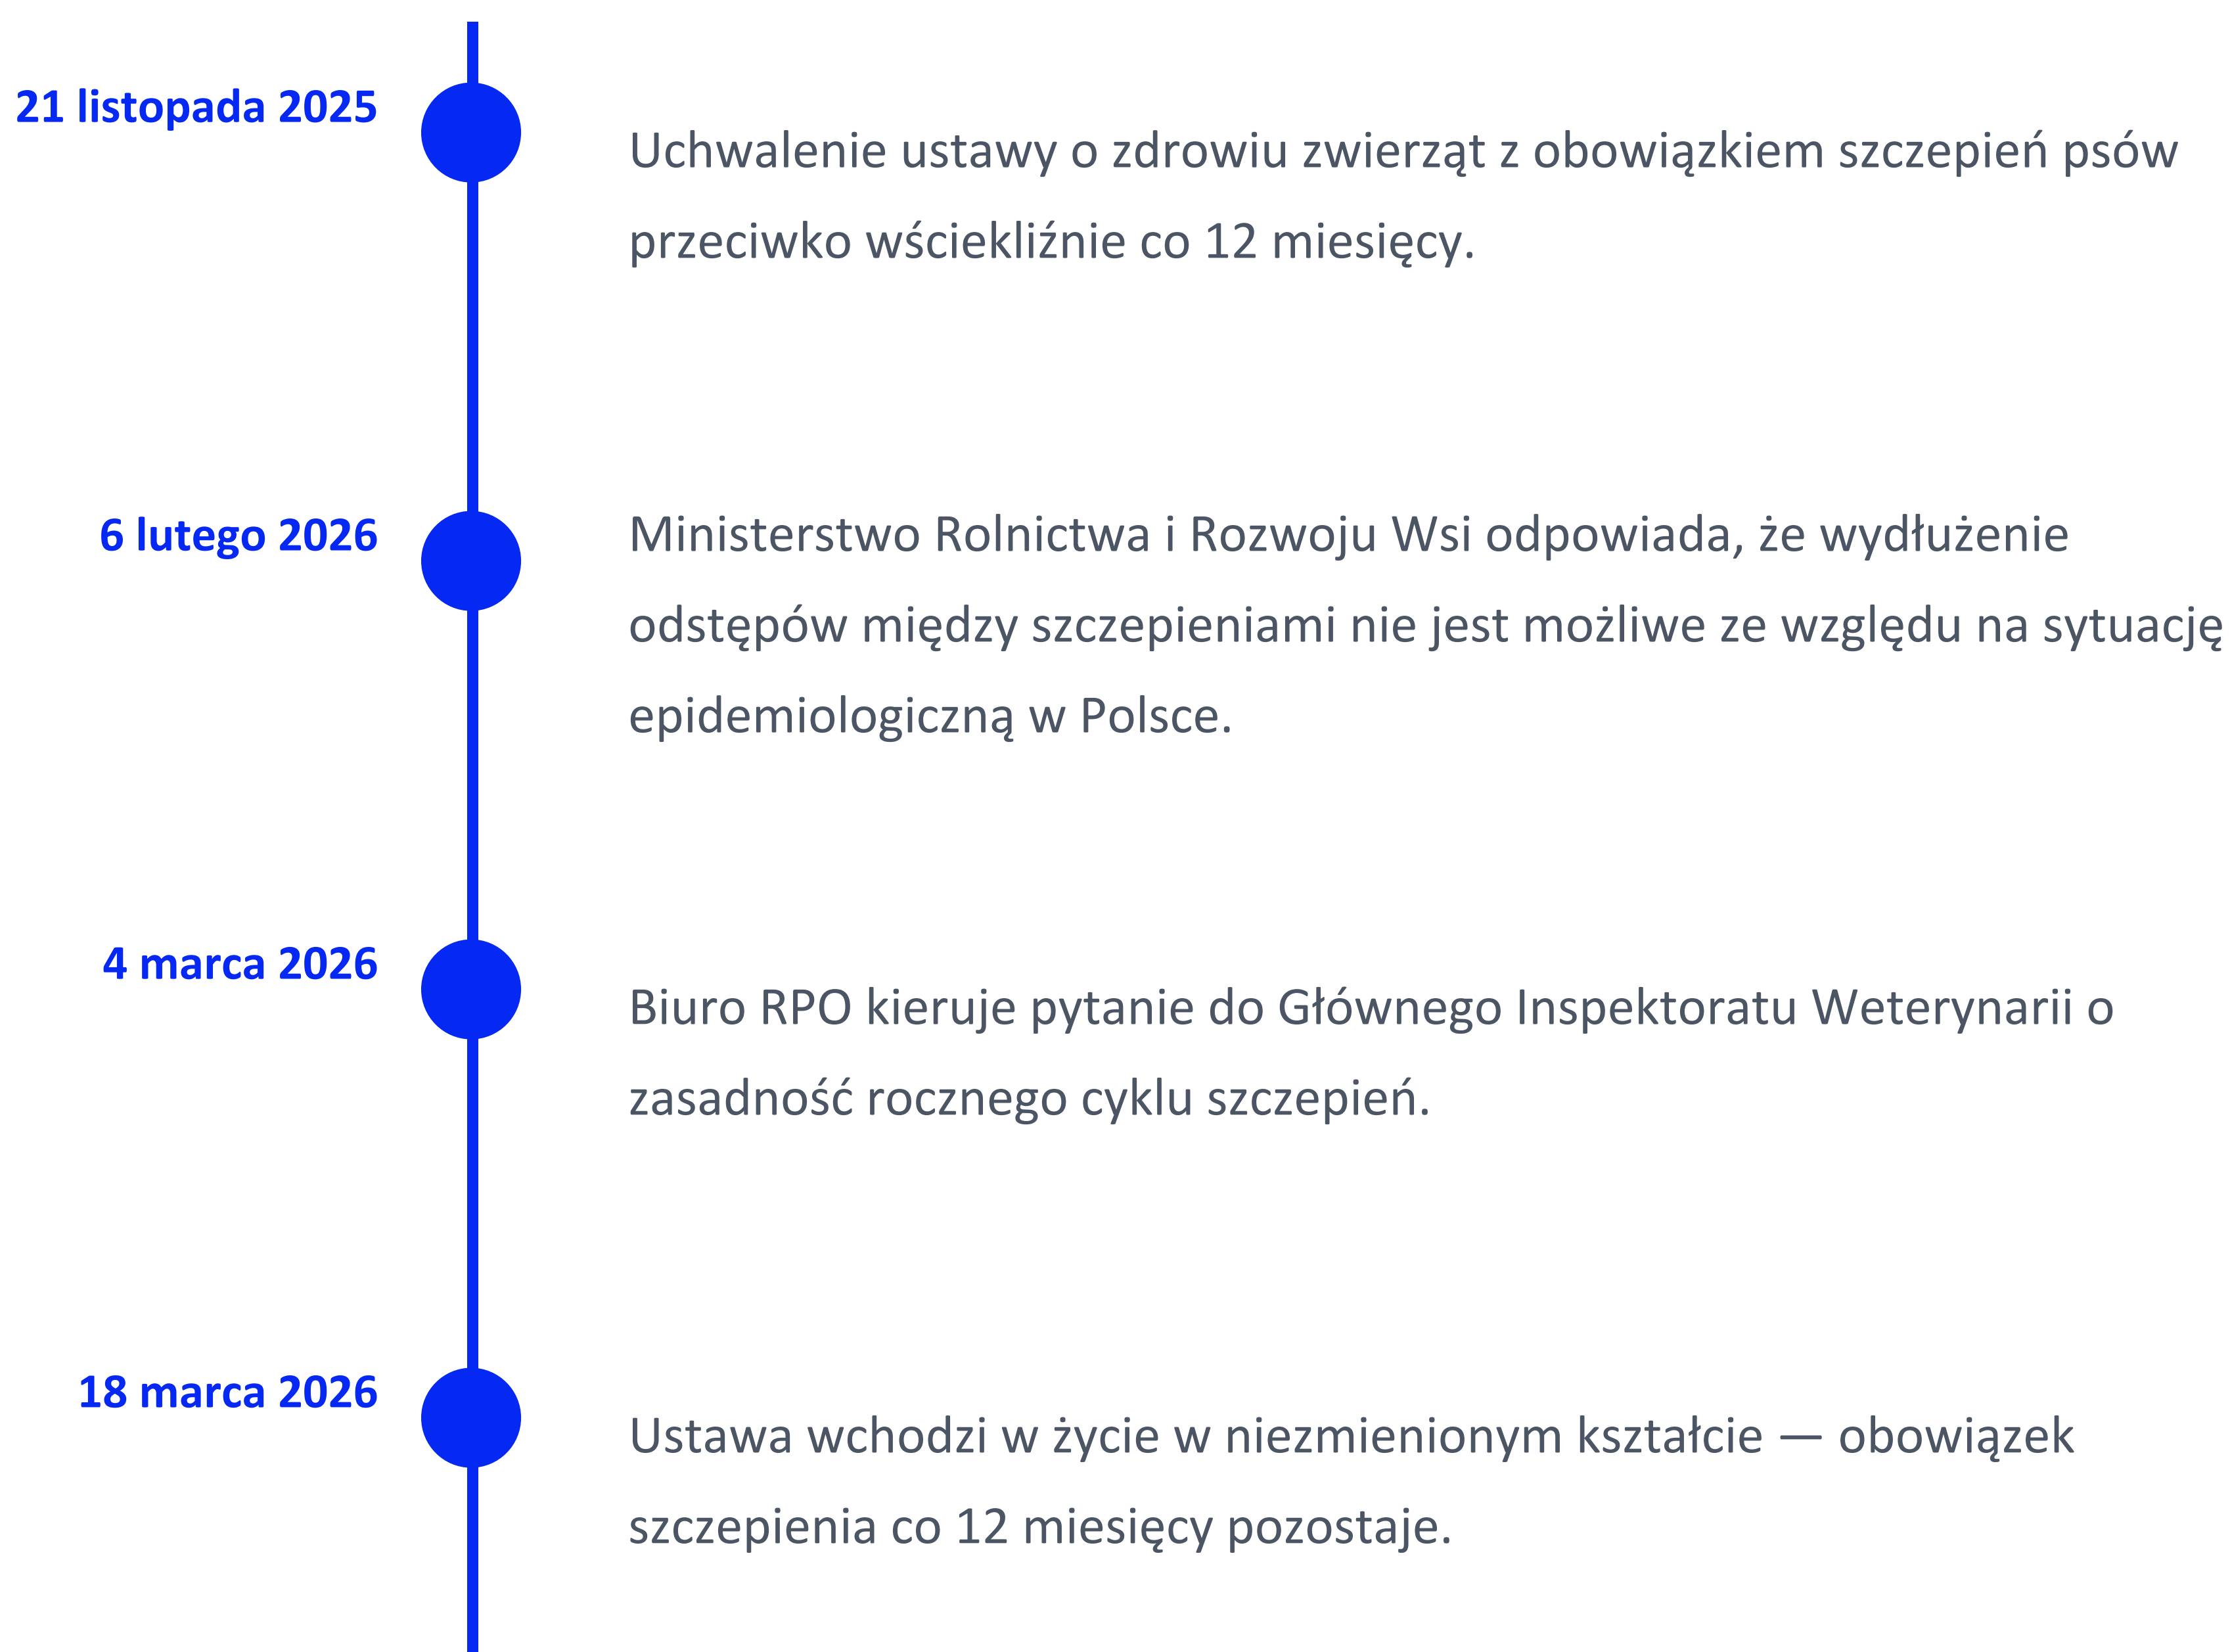 21 listopada 2025
Uchwalenie ustawy o zdrowiu zwierząt z obowiązkiem szczepień psów
przeciwko wściekliźnie co 12 miesięcy.
6 lutego 2026
Ministerstwo Rolnictwa i Rozwoju Wsi odpowiada, że wydłużenie
odstępów między szczepieniami nie jest możliwe ze względu na sytuację
epidemiologiczną w Polsce.
4 marca 2026
Biuro RPO kieruje pytanie do Głównego Inspektoratu Weterynarii o
zasadność rocznego cyklu szczepień.
18 marca 2026
Ustawa wchodzi w życie w niezmienionym kształcie — obowiązek
szczepienia co 12 miesięcy pozostaje.